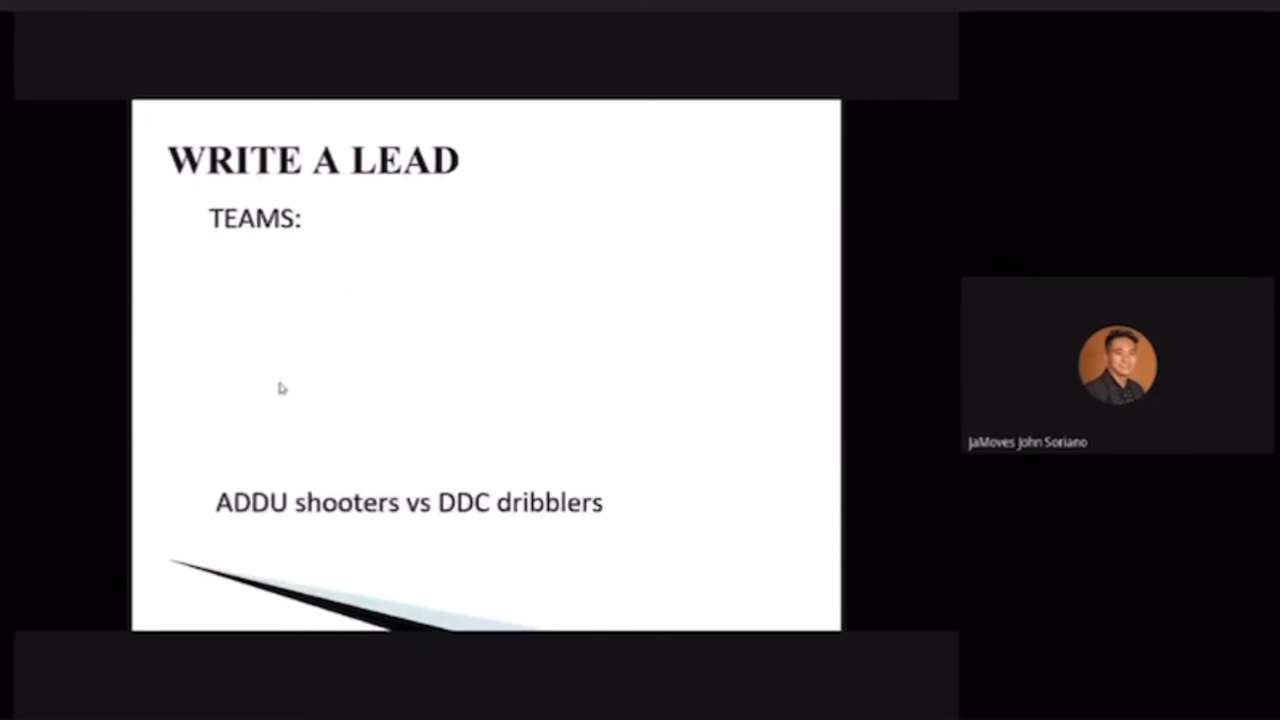 WRITE A LEAD
TEAMS:
ADDU shooters vs DDC dribblers
JaMoves John Soriano